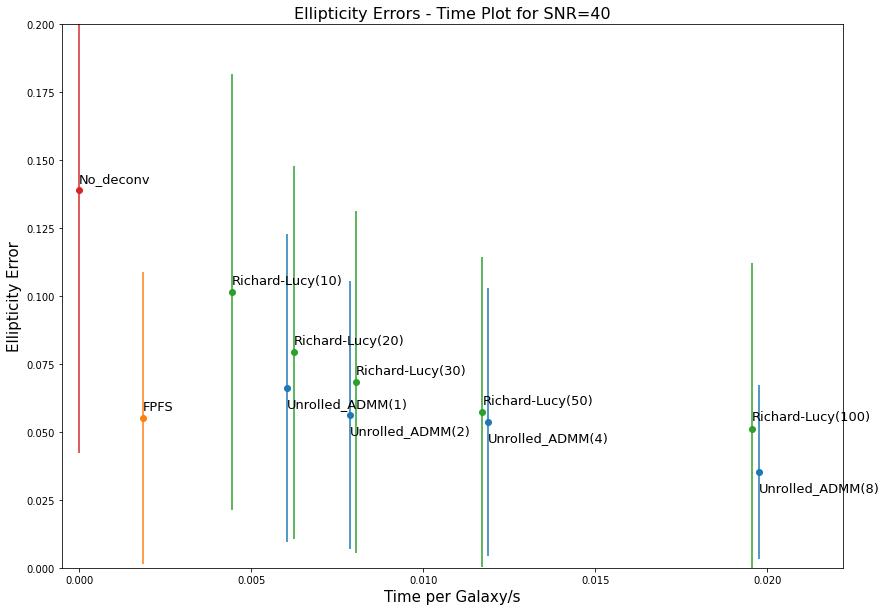 Ellipticity Errors - Time Plot for SNR=40
Ellipticity Error
0.200
0.175
0.150
0.125
0.100
0.075
0.050
0.025
0.000
No_deconv
FPFS
Richard-Lucy(10)
Richard-Lucy(20)
Richard-Lucy(30)
Unrolled_ADMM(1)
Unrolled_ADMM(2)
Richard-Lucy(50)
Unrolled_ADMM(4)
Richard-Lucy(100)
Unrolled_ADMM(8)
0.000
0.005
0.010
0.015
0.020
Time per Galaxy/s